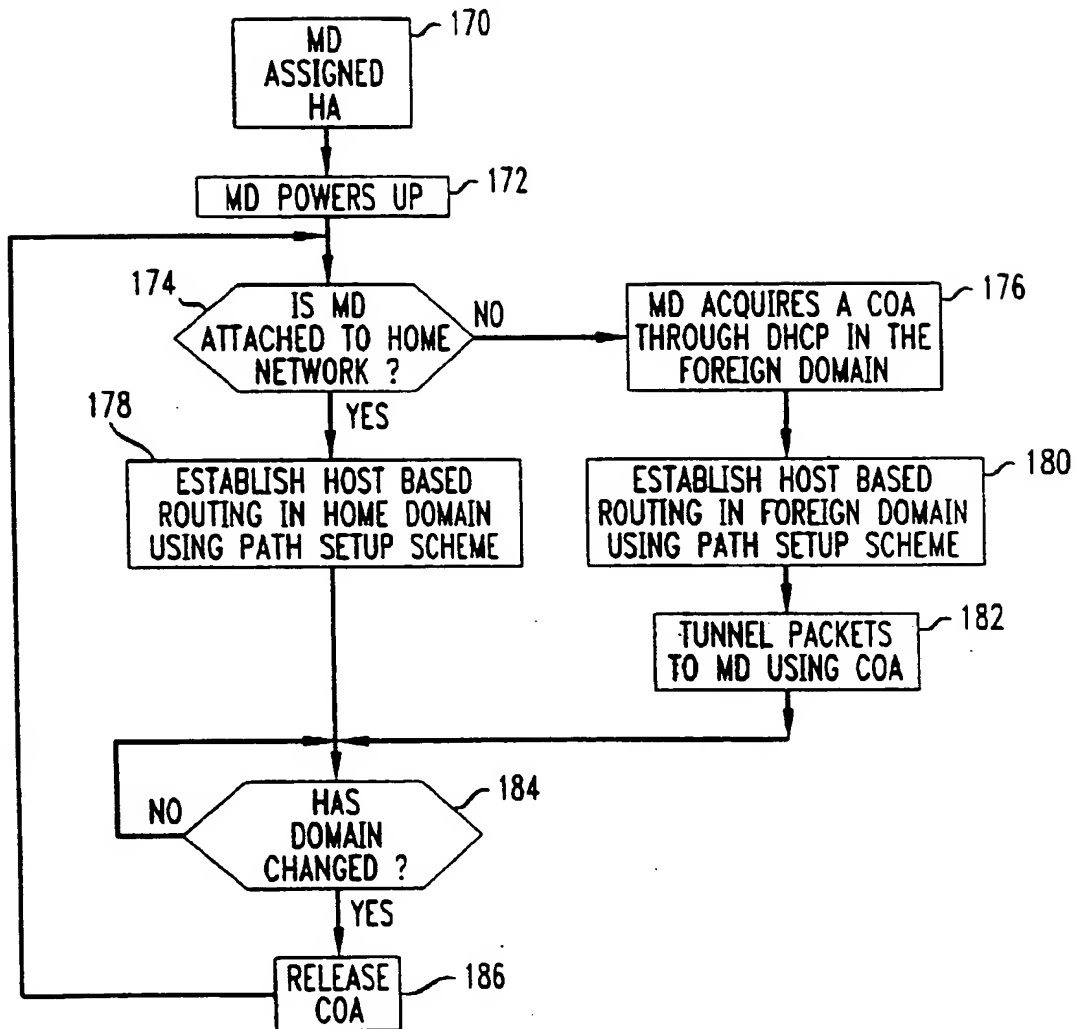 170
MD
ASSIGNED
HA
172
MD POWERS UP
174
IS MD
ATTACHED TO HOME
NETWORK ?
NO
YES
176
MD ACQUIRES A COA
THROUGH DHCP IN THE
FOREIGN DOMAIN
178
ESTABLISH HOST BASED
ROUTING IN HOME DOMAIN
USING PATH SETUP SCHEME
180
ESTABLISH HOST BASED
ROUTING IN FOREIGN DOMAIN
USING PATH SETUP SCHEME
182
TUNNEL PACKETS
TO MD USING COA
184
NO
HAS
DOMAIN
CHANGED ?
YES
RELEASE
COA
186